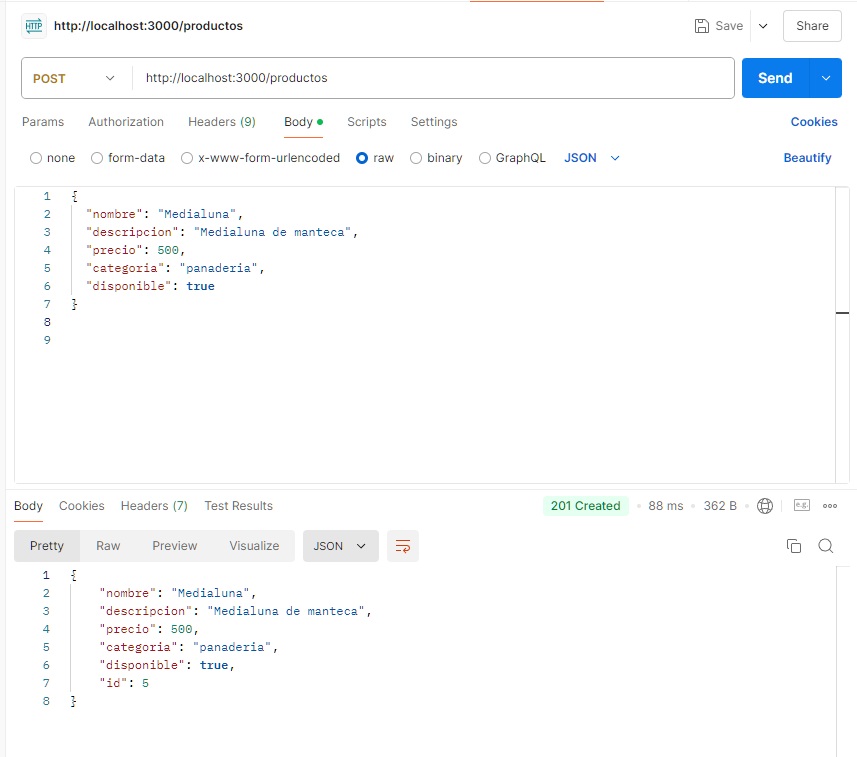 HTTP http://localhost:3000/productos Save Share
POST http://localhost:3000/productos Send
Params Authorization Headers (9) Body Scripts Settings Cookies
none form-data x-www-form-urlencoded raw binary GraphQL JSON Beautify
1 {
2 "nombre": "Medialuna",
3 "descripcion": "Medialuna de manteca",
4 "precio": 500,
5 "categoria": "panaderia",
6 "disponible": true
7 }
8
9
Body Cookies Headers (7) Test Results 201 Created • 88 ms • 362 B • e.g.
Pretty Raw Preview Visualize JSON
1 {
2 "nombre": "Medialuna",
3 "descripcion": "Medialuna de manteca",
4 "precio": 500,
5 "categoria": "panaderia",
6 "disponible": true,
7 "id": 5
8 }